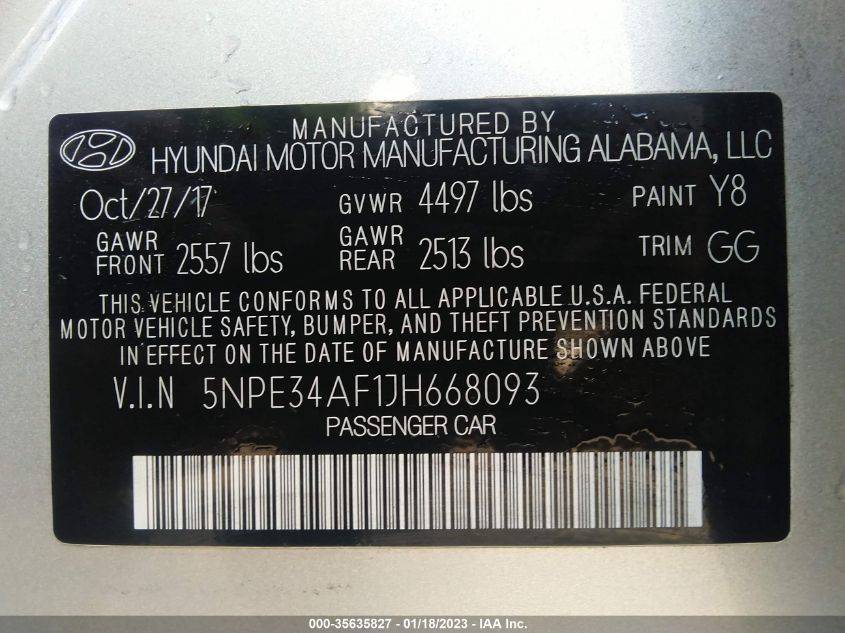 MANUFACTURED BY
HYUNDAI MOTOR MANUFACTURING ALABAMA, LLC
Oct/27/17 GVWR 4497 lbs PAINT Y8
GAWR FRONT 2557 lbs GAWR REAR 2513 lbs TRIM GG
THIS VEHICLE CONFORMS TO ALL APPLICABLE U.S.A. FEDERAL
MOTOR VEHICLE SAFETY, BUMPER, AND THEFT PREVENTION STANDARDS
IN EFFECT ON THE DATE OF MANUFACTURE SHOWN ABOVE
V.I.N 5NPE34AF1JH668093
PASSENGER CAR
000-35635827 - 01/18/2023 - IAA Inc.